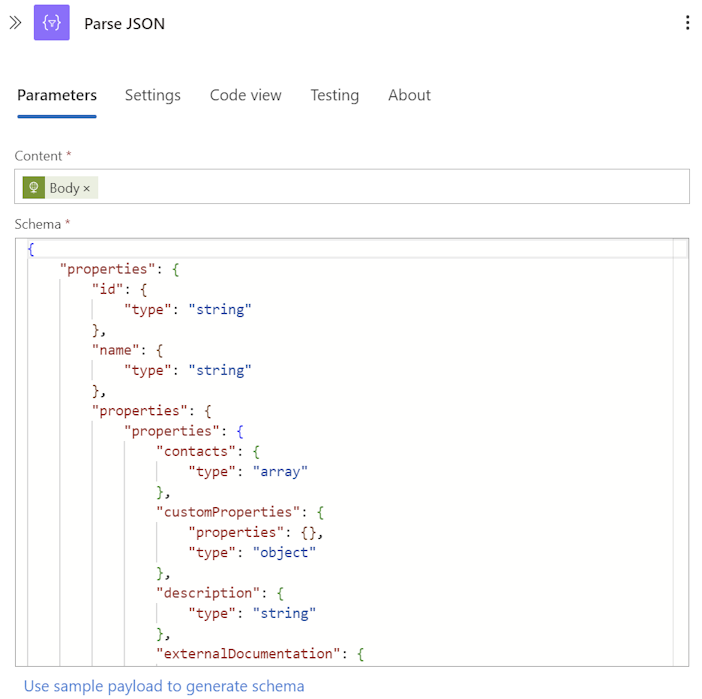 Parse JSON
Parameters Settings Code view Testing About
Content *
Body ×
Schema *
{
    "properties": {
        "id": {
            "type": "string"
        },
        "name": {
            "type": "string"
        },
        "properties": {
            "properties": {
                "contacts": {
                    "type": "array"
                },
                "customProperties": {
                    "properties": {},
                    "type": "object"
                },
                "description": {
                    "type": "string"
                },
                "externalDocumentation": {
Use sample payload to generate schema